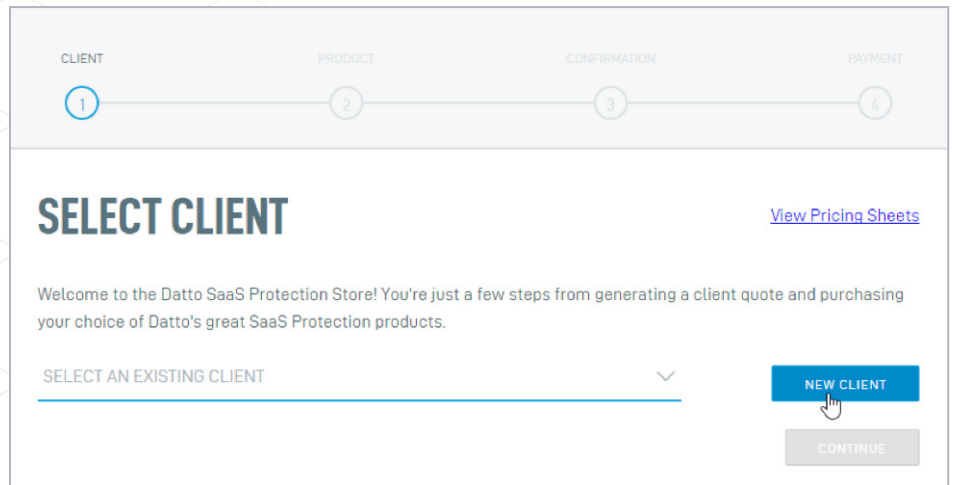 CLIENT PRODUCT CONFIRMATION PAYMENT
1 2 3 4
SELECT CLIENT
View Pricing Sheets
Welcome to the Datto SaaS Protection Store! You're just a few steps from generating a client quote and purchasing
your choice of Datto's great SaaS Protection products.
SELECT AN EXISTING CLIENT
NEW CLIENT
CONTINUE